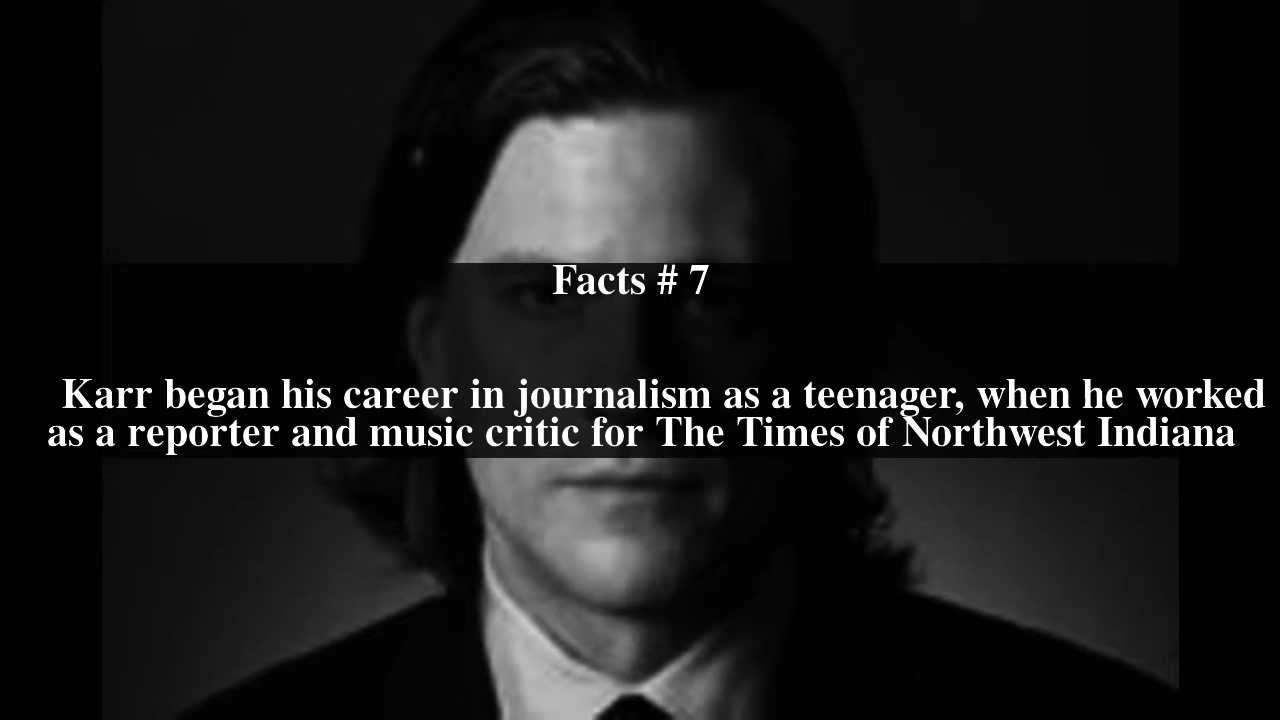 Facts # 7
Karr began his career in journalism as a teenager, when he worked
as a reporter and music critic for The Times of Northwest Indiana